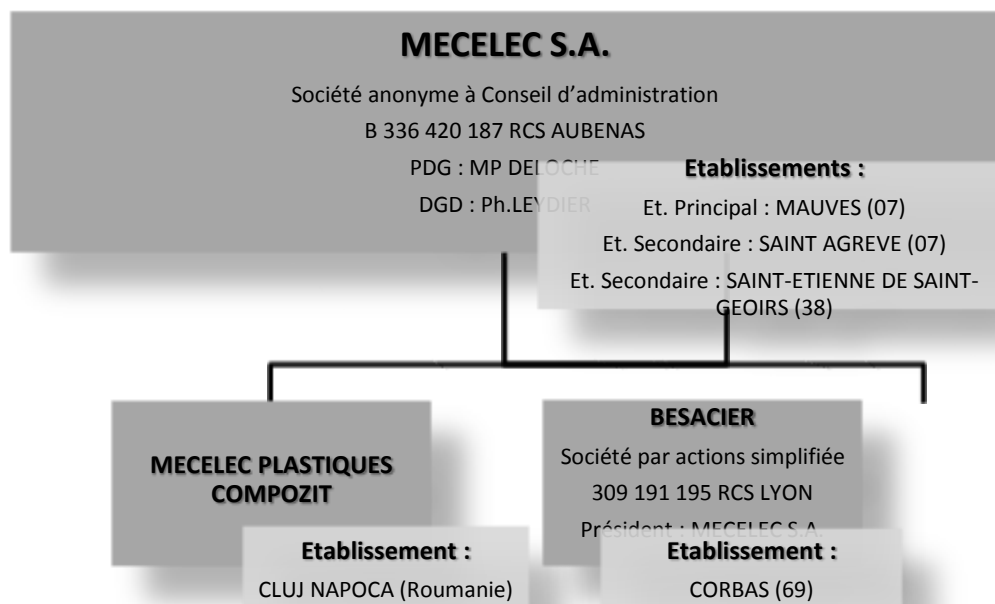 MECELEC S.A.
Société anonyme à Conseil d'administration
B 336 420 187 RCS AUBENAS
PDG : MP DELOCHE
DGD : Ph.LEYDIER
Etablissements :
Et. Principal : MAUVES (07)
Et. Secondaire : SAINT AGREVE (07)
Et. Secondaire : SAINT-ETIENNE DE SAINT-
GEOIRS (38)
MECELEC PLASTIQUES
COMPOZIT
Etablissement :
CLUJ NAPOCA (Roumanie)
BESACIER
Société par actions simplifiée
309 191 195 RCS LYON
Président : MECELEC S.A.
Etablissement :
CORBAS (69)